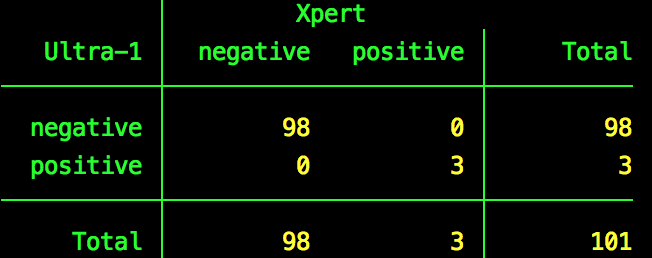 Xpert
Ultra-1 negative positive Total
negative 98 0 98
positive 0 3 3
Total 98 3 101